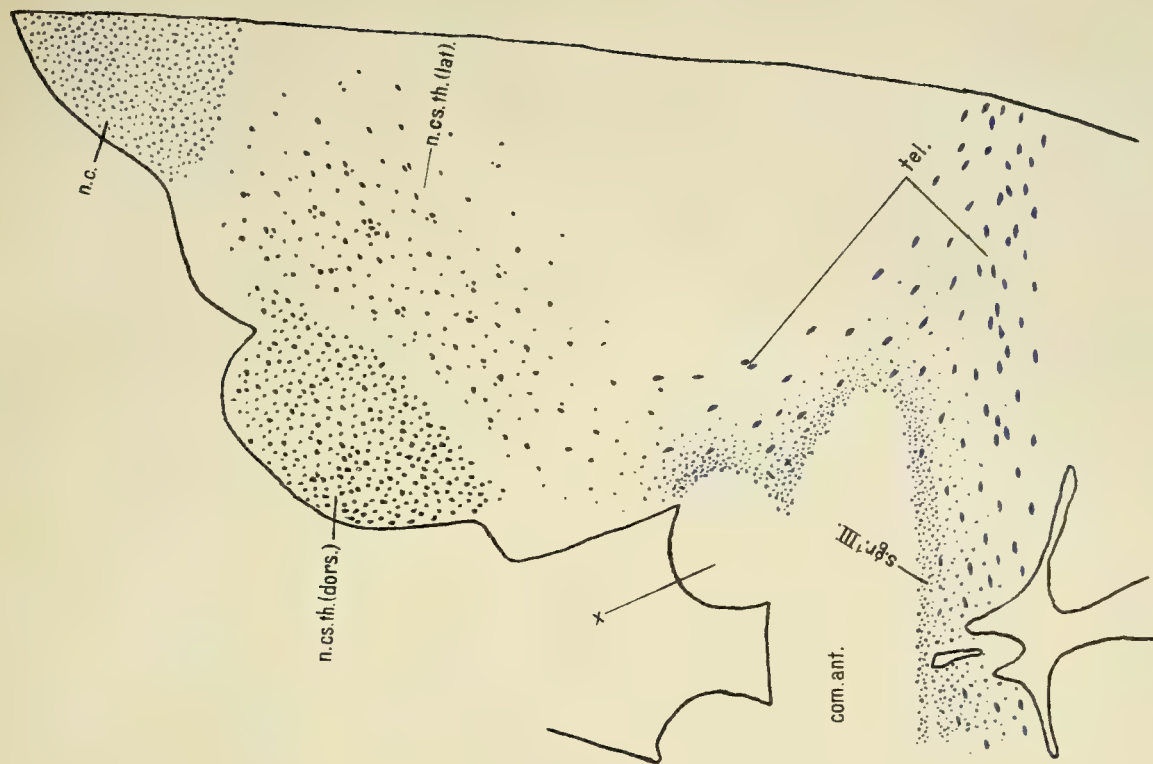 n.c.
n.cs.th.(lat).
n.cs.th.(dors.)
tel.
x
s.gr.'III.
com.ant.